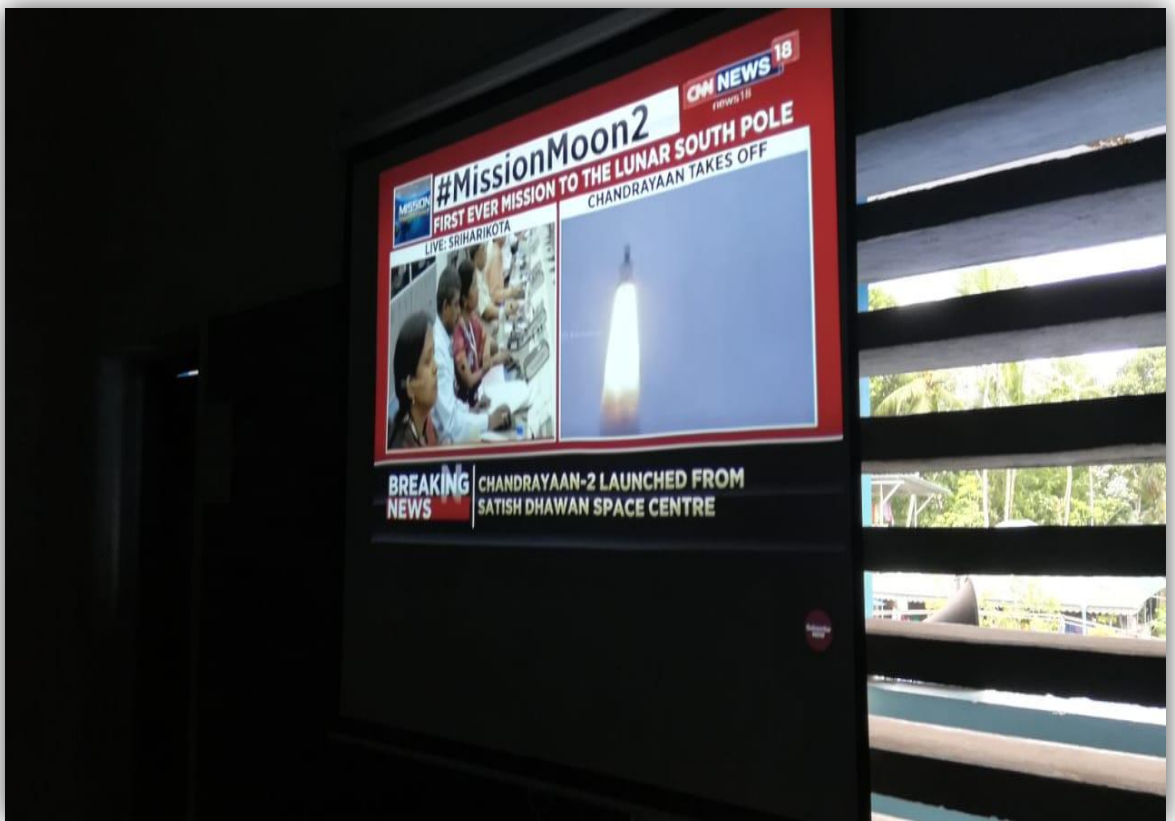 CNN NEWS 18
news18
#MissionMoon2
MISSION
FIRST EVER MISSION TO THE LUNAR SOUTH POLE
LIVE: SRIHARIKOTA
CHANDRAYAAN TAKES OFF
BREAKING NEWS
CHANDRAYAAN-2 LAUNCHED FROM
SATISH DHAWAN SPACE CENTRE